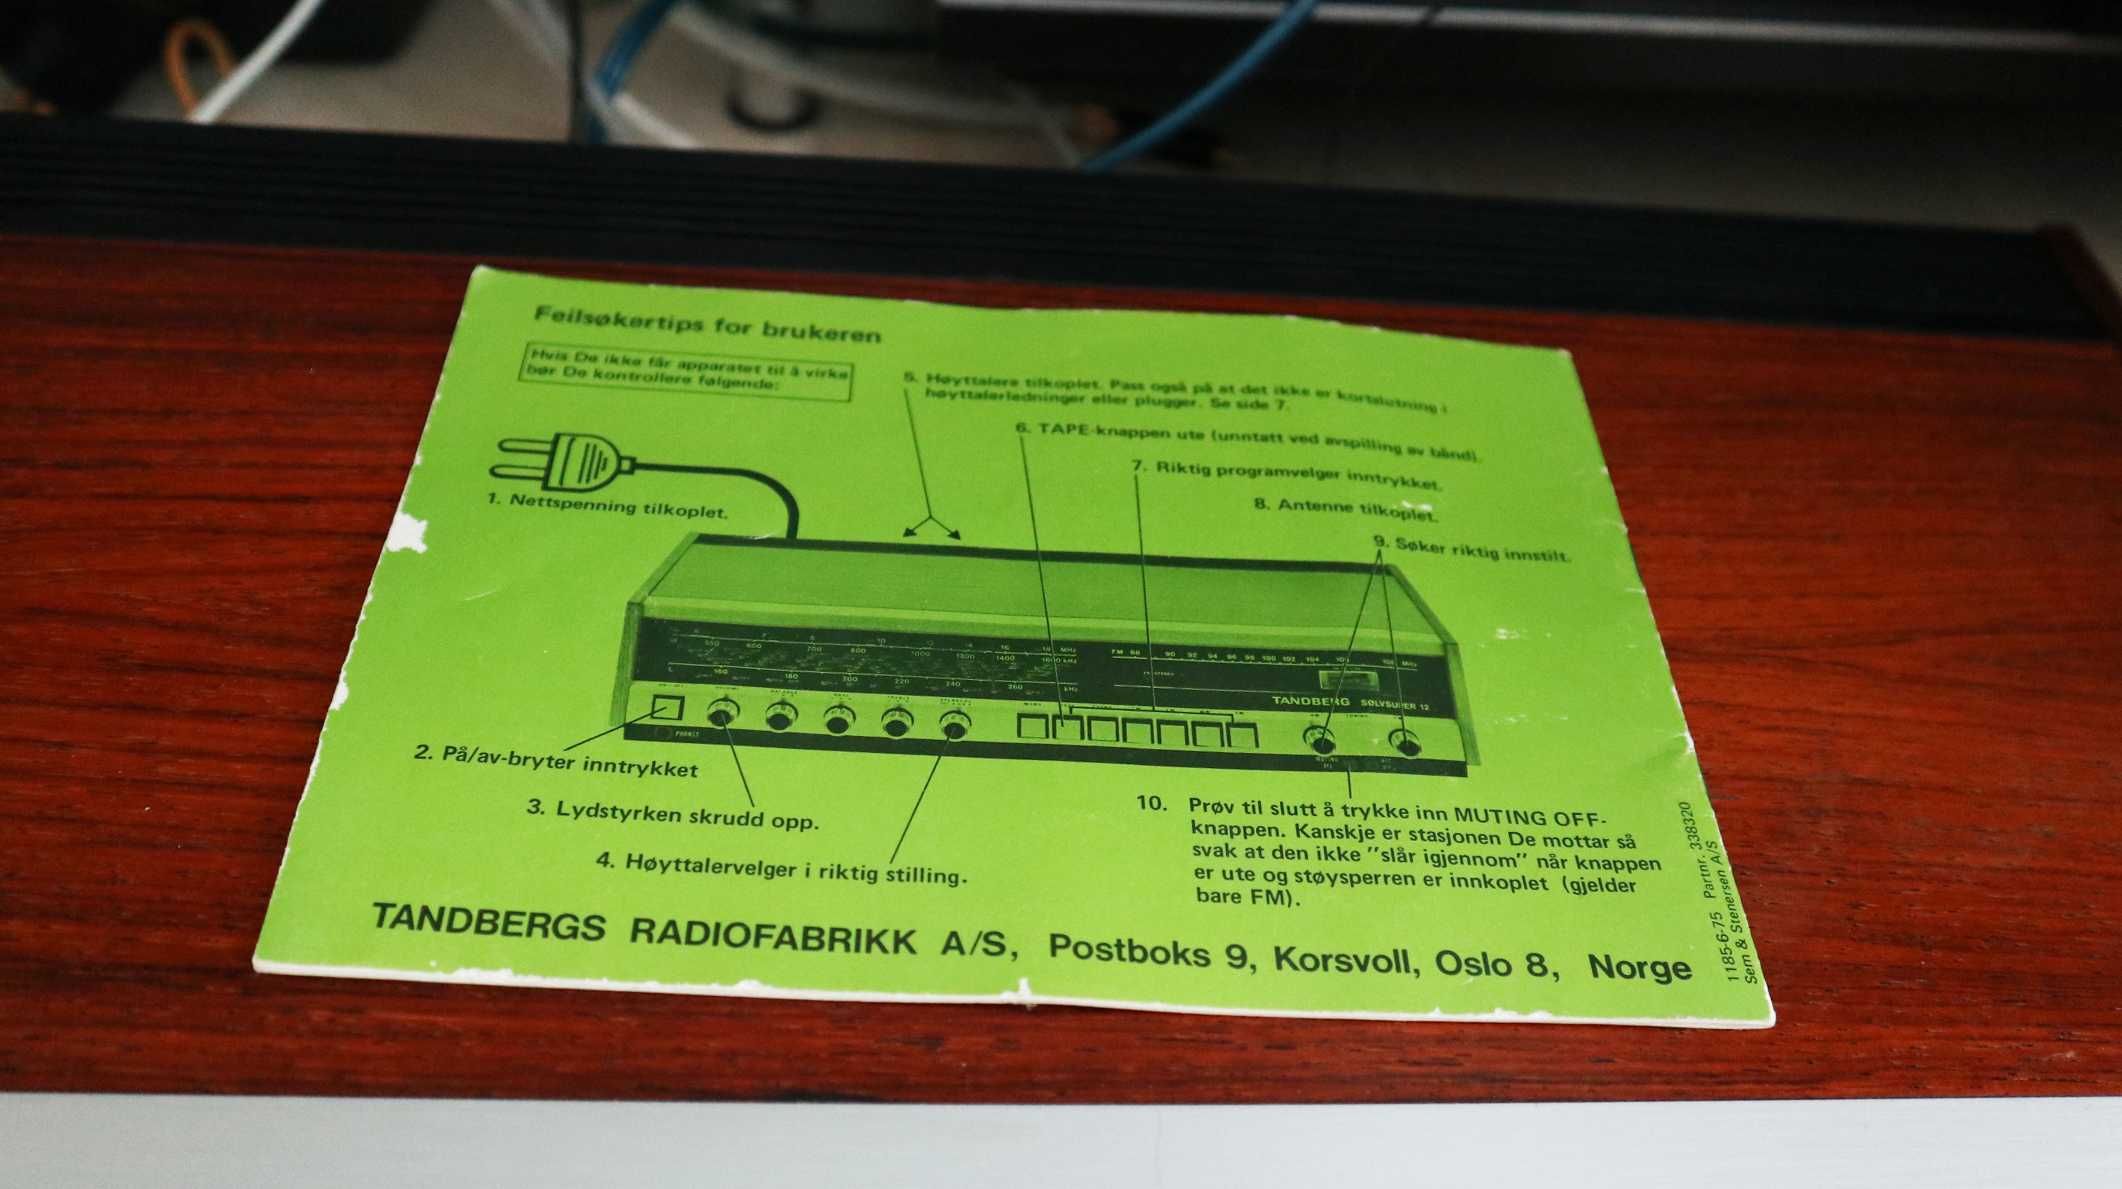 Feilsøkertips for brukeren
Hvis De ikke får apparatet til å virke
bør De kontrollere følgende:
5. Høyttalere tilkoplet. Pass også på at det ikke er kortslutning i
høyttalerledninger eller plugger. Se side 7.
6. TAPE-knappen ute (unntatt ved avspilling av bånd).
7. Riktig programvelger inntrykket.
8. Antenne tilkoplet.
9. Søker riktig innstilt.
1. Nettspenning tilkoplet.
TANDBERG SØLVSUPER 12
2. På/av-bryter inntrykket
3. Lydstyrken skrudd opp.
4. Høyttalervelger i riktig stilling.
10. Prøv til slutt å trykke inn MUTING OFF-
knappen. Kanskje er stasjonen De mottar så
svak at den ikke "slår igjennom" når knappen
er ute og støysperren er innkoplet (gjelder
bare FM).
TANDBERGS RADIOFABRIKK A/S, Postboks 9, Korsvoll, Oslo 8, Norge
1185-6-75 Partnr. 338320
Sem & Stenersen A/S